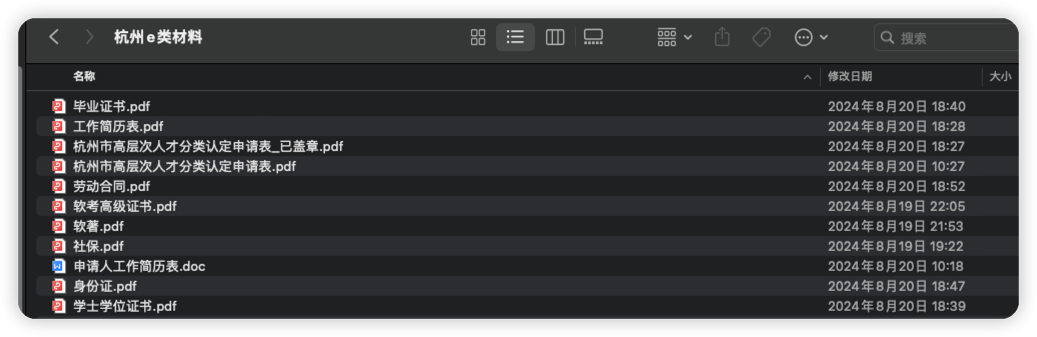 杭州e类材料
搜索
名称 修改日期 大小
毕业证书.pdf 2024年8月20日 18:40
工作简历表.pdf 2024年8月20日 18:28
杭州市高层次人才分类认定申请表_已盖章.pdf 2024年8月20日 18:27
杭州市高层次人才分类认定申请表.pdf 2024年8月20日 10:27
劳动合同.pdf 2024年8月20日 18:52
软考高级证书.pdf 2024年8月19日 22:05
软著.pdf 2024年8月19日 21:53
社保.pdf 2024年8月19日 19:22
申请人工作简历表.doc 2024年8月20日 10:18
身份证.pdf 2024年8月20日 18:47
学士学位证书.pdf 2024年8月20日 18:39